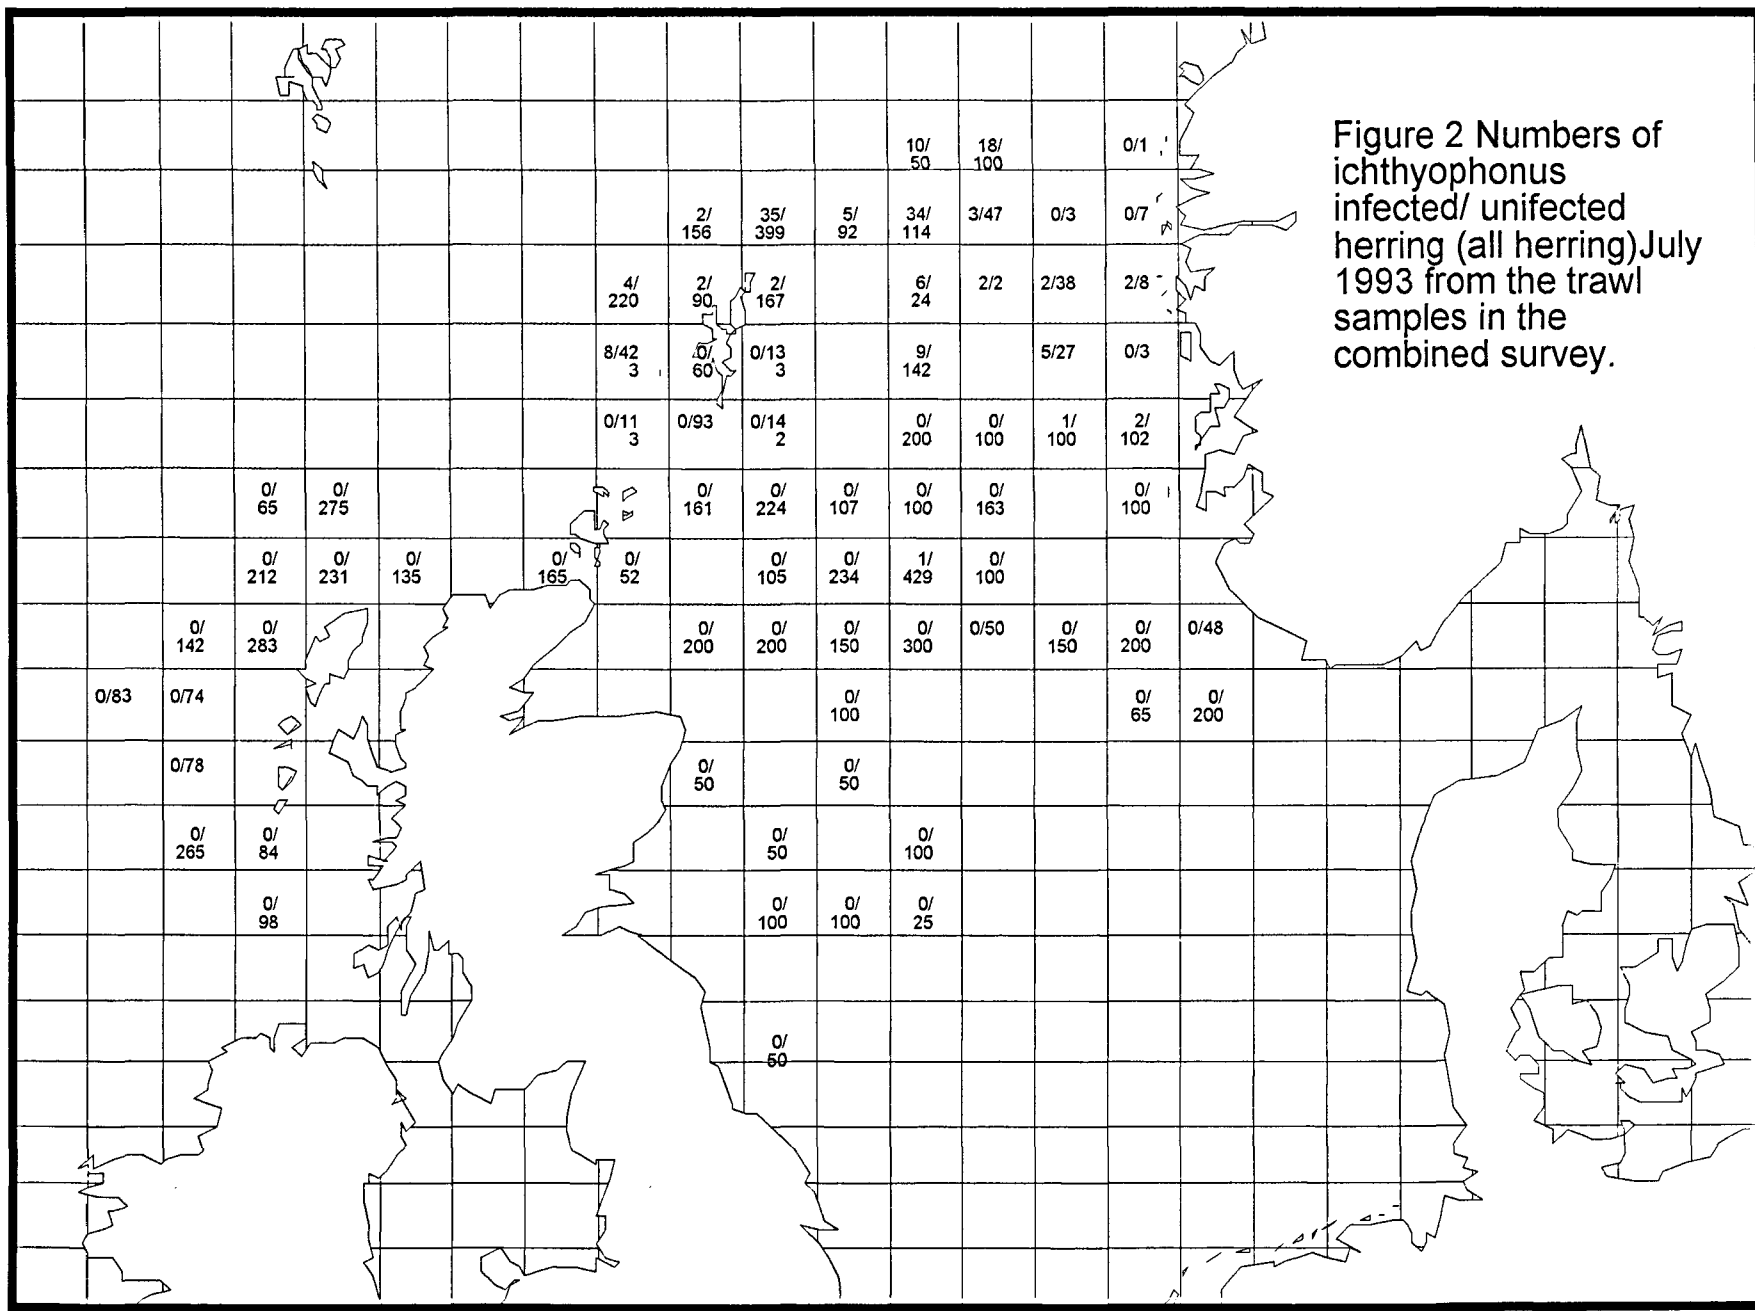 Figure 2 Numbers of
ichthyophonus
infected/ unifected
herring (all herring)July
1993 from the trawl
samples in the
combined survey.
10/ 18/ 0/1
50 100
2/ 35/ 5/ 34/ 3/47 0/3 0/7
156 399 92 114
4/ 2/ 2/ 6/ 2/2 2/38 2/8
220 90 167 24
8/42 0/ 0/13 9/ 5/27 0/3
3 60 3 142
0/11 0/93 0/14 0/ 0/ 1/ 2/
3 2 200 100 100 102
0/ 0/ 0/ 0/ 0/ 0/ 0/ 0/
65 275 161 224 107 100 163 100
0/ 0/ 0/ 0/ 0/ 0/ 0/ 1/ 0/
212 231 135 165 52 105 234 429 100
0/ 0/ 0/ 0/ 0/ 0/ 0/50 0/ 0/ 0/48
142 283 200 200 150 300 150 200
0/83 0/74 0/ 0/ 0/
100 65 200
0/78 0/ 0/
50 50
0/ 0/ 0/ 0/
265 84 50 100
0/ 0/ 0/ 0/
98 100 100 25
0/
50